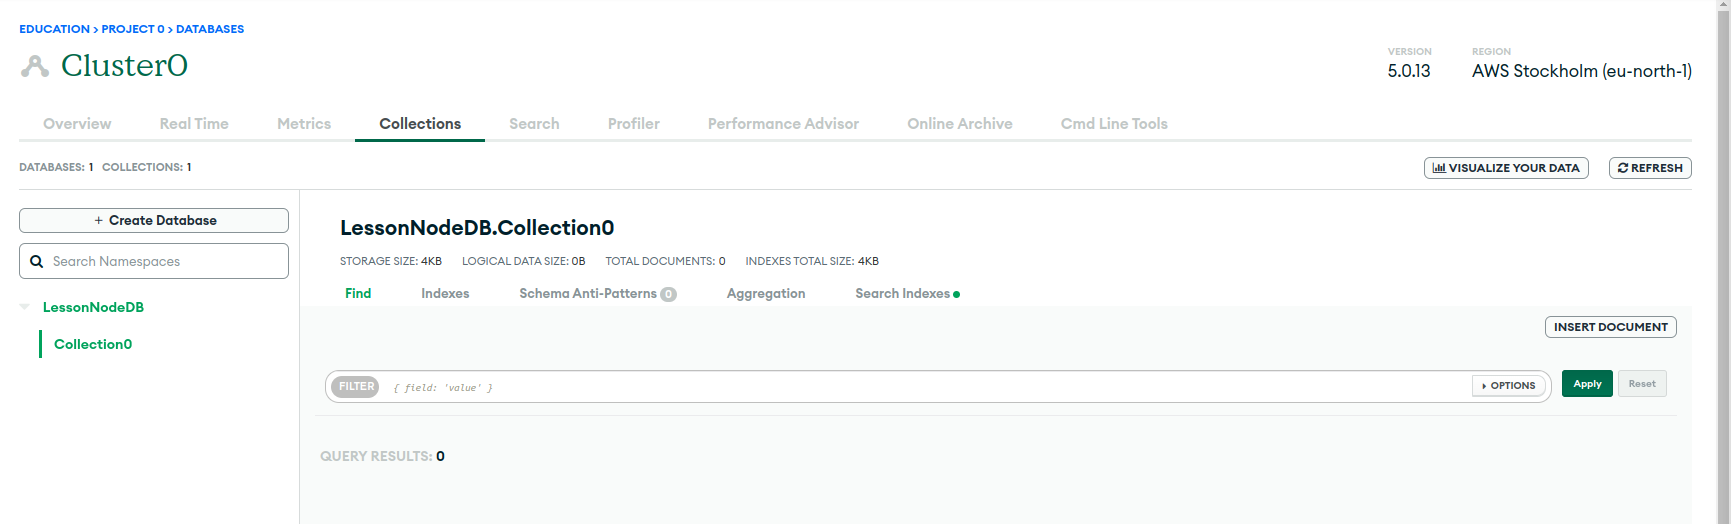 EDUCATION > PROJECT 0 > DATABASES
Cluster0
VERSION
5.0.13
REGION
AWS Stockholm (eu-north-1)
Overview Real Time Metrics Collections Search Profiler Performance Advisor Online Archive Cmd Line Tools
DATABASES: 1 COLLECTIONS: 1
VISUALIZE YOUR DATA
REFRESH
+ Create Database
Search Namespaces
LessonNodeDB
Collection0
LessonNodeDB.Collection0
STORAGE SIZE: 4KB LOGICAL DATA SIZE: 0B TOTAL DOCUMENTS: 0 INDEXES TOTAL SIZE: 4KB
Find Indexes Schema Anti-Patterns 0 Aggregation Search Indexes
INSERT DOCUMENT
FILTER { field: 'value' } OPTIONS Apply Reset
QUERY RESULTS: 0